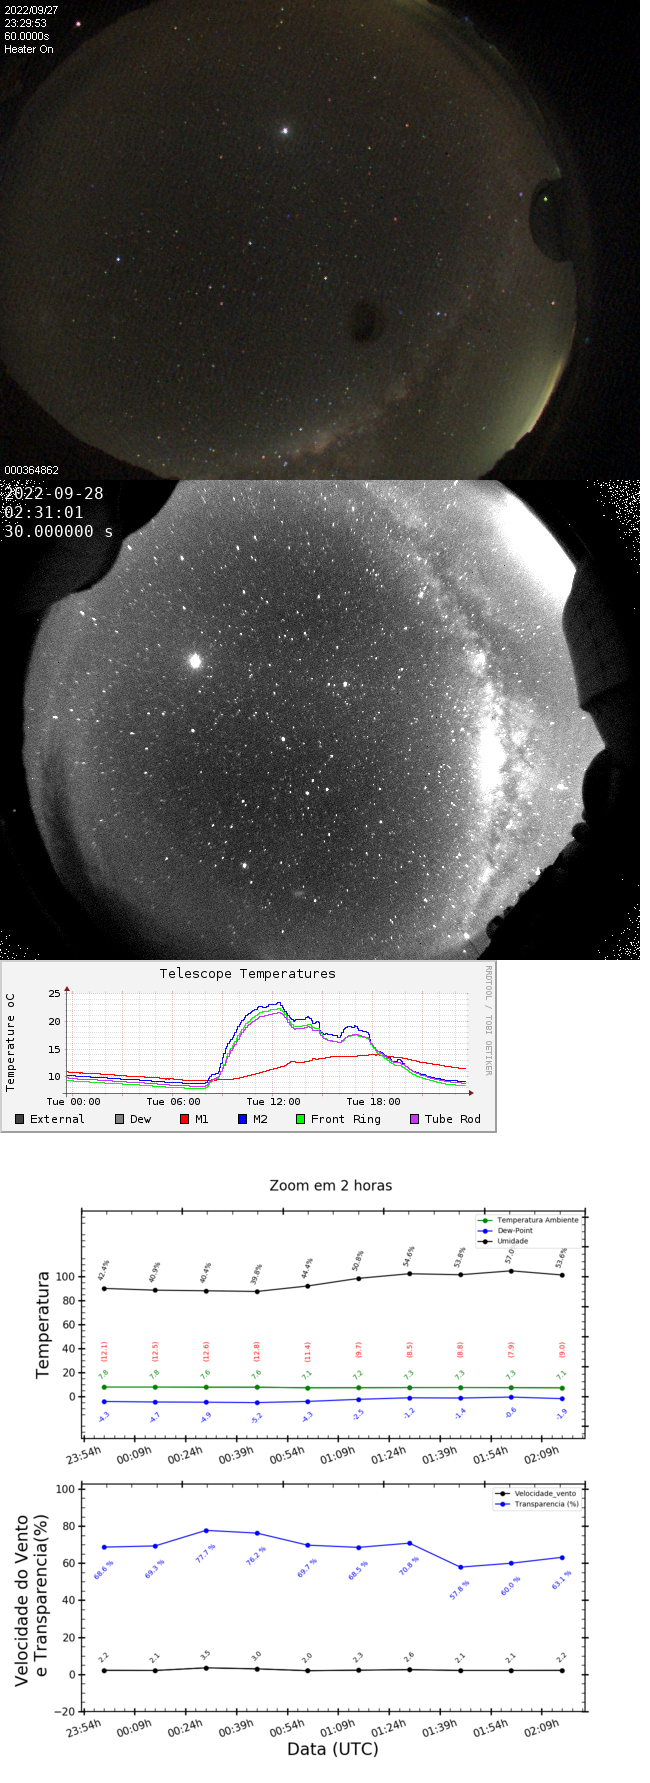 2022/09/27
23:29:53
60.0000s
Heater On
000364862
2022-09-28
02:31:01
30.000000 s
Telescope Temperatures
RRDTOOL / TOBI OETIKER
Temperature oC
25
20
15
10
Tue 00:00 Tue 06:00 Tue 12:00 Tue 18:00
External Dew M1 M2 Front Ring Tube Rod
Zoom em 2 horas
Temperatura Ambiente
Dew-Point
Umidade
Temperatura
100
80
60
40
20
0
42.4% 40.9% 40.4% 39.8% 44.4% 50.8% 54.6% 53.8% 57.0 53.6%
(12.1) (12.5) (12.6) (12.8) (11.4) (9.7) (8.5) (8.8) (7.9) (9.0)
7.8 7.8 7.6 7.6 7.1 7.2 7.3 7.3 7.3 7.1
-4.3 -4.7 -4.9 -5.2 -4.3 -2.5 -1.2 -1.4 -0.6 -1.9
23:54h 00:09h 00:24h 00:39h 00:54h 01:09h 01:24h 01:39h 01:54h 02:09h
Velocidade_vento
Transparencia (%)
Velocidade do Vento
e Transparencia(%)
100
80
60
40
20
0
−20
68.6 % 69.3 % 77.7 % 76.2 % 69.7 % 68.5 % 70.8 % 57.8 % 60.0 % 63.1 %
2.2 2.1 3.5 3.0 2.0 2.3 2.6 2.1 2.1 2.2
23:54h 00:09h 00:24h 00:39h 00:54h 01:09h 01:24h 01:39h 01:54h 02:09h
Data (UTC)